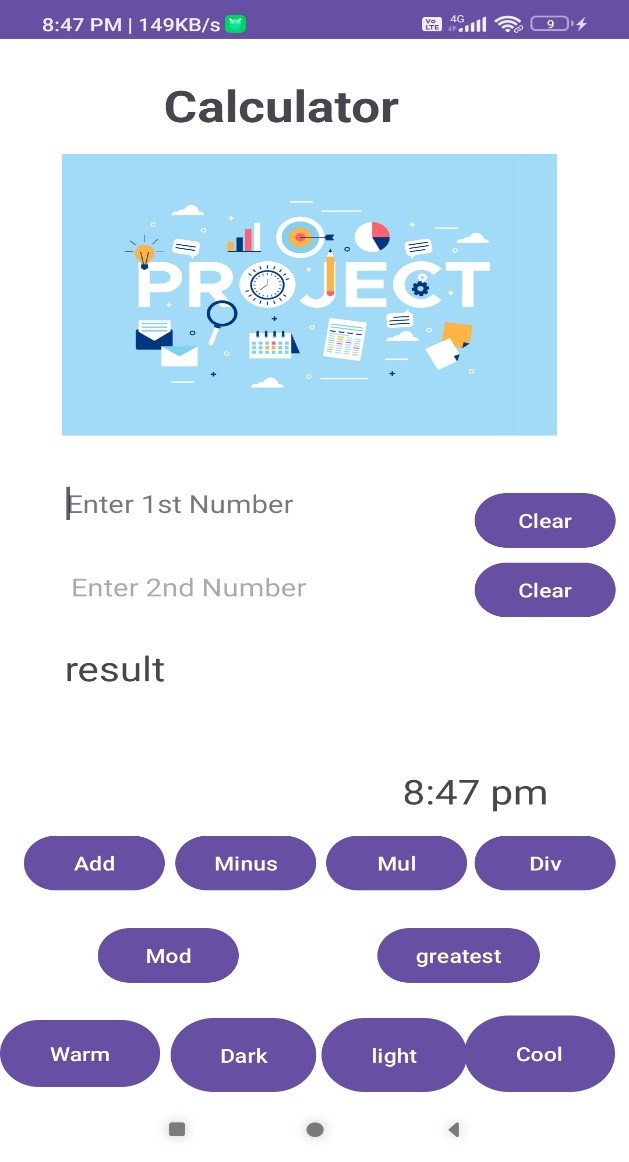 8:47 PM | 149KB/s
Vo LTE 4G 9
Calculator
PROJECT
Enter 1st Number
Clear
Enter 2nd Number
Clear
result
8:47 pm
Add Minus Mul Div
Mod greatest
Warm Dark light Cool